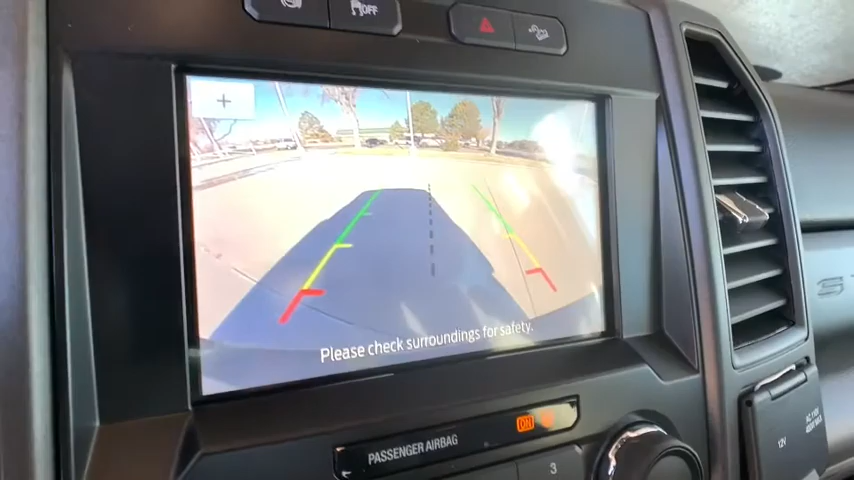 OFF
+
Please check surroundings for safety
PASSENGER AIRBAG
ON
3
12V